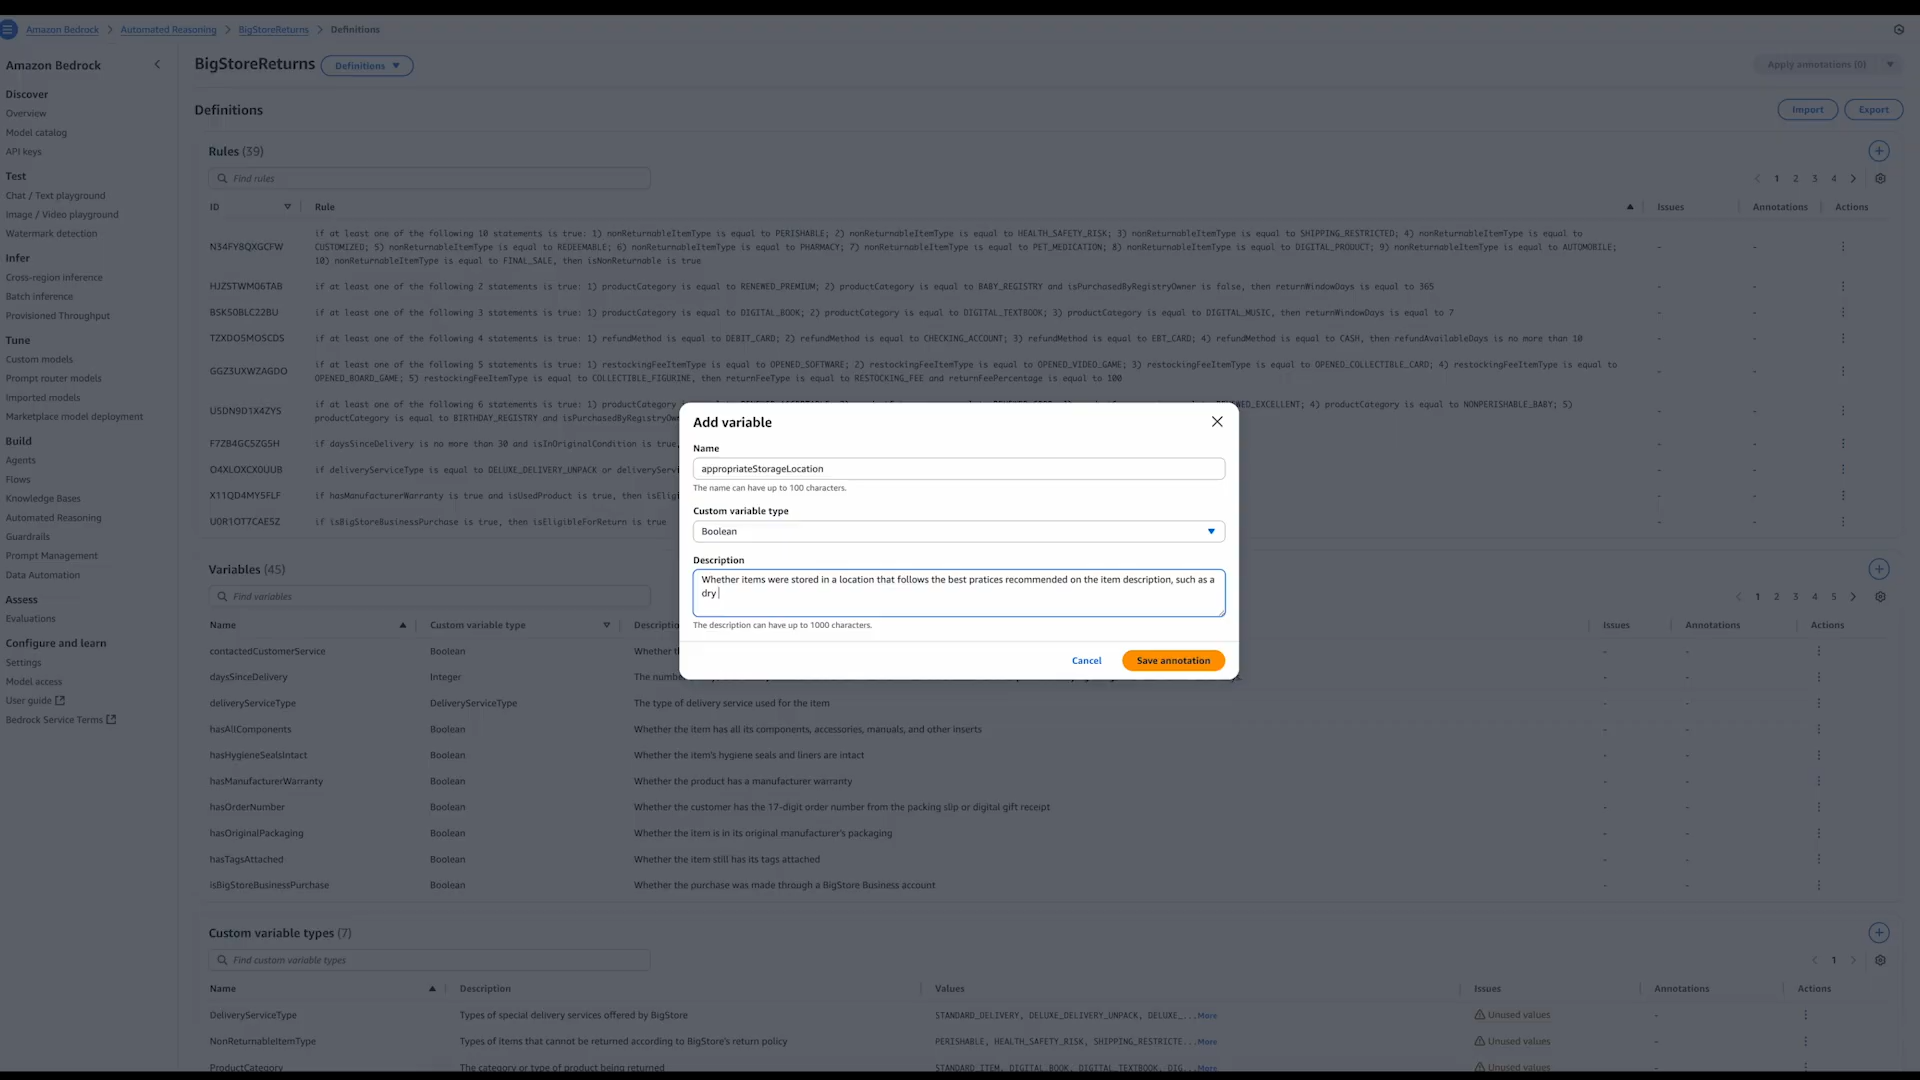 Amazon Bedrock > Automated Reasoning > BigStoreReturns > Definitions
Amazon Bedrock
Discover
Overview
Model catalog
API keys
Test
Chat / Text playground
Image / Video playground
Watermark detection
Infer
Cross-region inference
Batch inference
Provisioned Throughput
Tune
Custom models
Prompt router models
Imported models
Marketplace model deployment
Build
Agents
Flows
Knowledge Bases
Automated Reasoning
Guardrails
Prompt Management
Data Automation
Assess
Evaluations
Configure and learn
Settings
Model access
User guide
Bedrock Service Terms
BigStoreReturns Definitions Apply annotations (0)
Definitions Import Export
Rules (39)
Find rules 1 2 3 4
ID Rule Issues Annotations Actions
if at least one of the following 10 statements is true: 1) nonReturnableItemType is equal to PERISHABLE; 2) nonReturnableItemType is equal to HEALTH_SAFETY_RISK; 3) nonReturnableItemType is equal to SHIPPING_RESTRICTED; 4) nonReturnableItemType is equal to
N34FY8QXGCFW CUSTOMIZED; 5) nonReturnableItemType is equal to REDEEMABLE; 6) nonReturnableItemType is equal to PHARMACY; 7) nonReturnableItemType is equal to PET_MEDICATION; 8) nonReturnableItemType is equal to DIGITAL_PRODUCT; 9) nonReturnableItemType is equal to AUTOMOBILE; - -
10) nonReturnableItemType is equal to FINAL_SALE, then isNonReturnable is true
HJZSTWM06TAB if at least one of the following 2 statements is true: 1) productCategory is equal to RENEWED_PREMIUM; 2) productCategory is equal to BABY_REGISTRY and isPurchasedByRegistryOwner is false, then returnWindowDays is equal to 365 - -
BSKS0BLC22BU if at least one of the following 3 statements is true: 1) productCategory is equal to DIGITAL_BOOK; 2) productCategory is equal to DIGITAL_TEXTBOOK; 3) productCategory is equal to DIGITAL_MUSIC, then returnWindowDays is equal to 7 - -
TZXDO5MOSCDS if at least one of the following 4 statements is true: 1) refundMethod is equal to DEBIT_CARD; 2) refundMethod is equal to CHECKING_ACCOUNT; 3) refundMethod is equal to EBT_CARD; 4) refundMethod is equal to CASH, then refundAvailableDays is no more than 10 - -
if at least one of the following 5 statements is true: 1) restockingFeeItemType is equal to OPENED_SOFTWARE; 2) restockingFeeItemType is equal to OPENED_VIDEO_GAME; 3) restockingFeeItemType is equal to OPENED_COLLECTIBLE_CARD; 4) restockingFeeItemType is equal to
GGZ3UXWZAGDO OPENED_BOARD_GAME; 5) restockingFeeItemType is equal to COLLECTIBLE_FIGURINE, then returnFeeType is equal to RESTOCKING_FEE and returnFeePercentage is equal to 100 - -
if at least one of the following 6 statements is true: 1) productCategory 4) productCategory is equal to NONPERISHABLE_BABY; 5)
U5DN9D1X4ZYS productCategory is equal to BIRTHDAY_REGISTRY and - -
F7ZB4GCSZG5H if daysSinceDelivery is no more than 30 and isInOriginalCondition is true, - -
O4XLOXCX0UUB if deliveryServiceType is equal to DELUXE_DELIVERY_UNPACK or - -
X11QD4MY5FLF if hasManufacturerWarranty is true and isUsedProduct is true, then - -
U0R1OT7CAE5Z if isBigStoreBusinessPurchase is true, then isEligibleForReturn is true - -
Add variable
Name
appropriateStorageLocation
The name can have up to 100 characters.
Custom variable type
Boolean
Description
Whether items were stored in a location that follows the best pratices recommended on the item description, such as a
dry
The description can have up to 1000 characters.
Cancel Save annotation
Variables (45)
Find variables 1 2 3 4 5
Name Custom variable type Issues Annotations Actions
contactedCustomerService Boolean Whether - -
daysSinceDelivery Integer The - -
deliveryServiceType DeliveryServiceType The type of delivery service used for the item - -
hasAllComponents Boolean Whether the item has all its components, accessories, manuals, and other inserts - -
hasHygieneSealsIntact Boolean Whether the item's hygiene seals and liners are intact - -
hasManufacturerWarranty Boolean Whether the product has a manufacturer warranty - -
hasOrderNumber Boolean Whether the customer has the 17-digit order number from the packing slip or digital gift receipt - -
hasOriginalPackaging Boolean Whether the item is in its original manufacturer's packaging - -
hasTagsAttached Boolean Whether the item still has its tags attached - -
isBigStoreBusinessPurchase Boolean Whether the purchase was made through a BigStore Business account - -
Custom variable types (7)
Find custom variable types 1
Name Description Values Issues Annotations Actions
DeliveryServiceType Types of special delivery services offered by BigStore STANDARD_DELIVERY, DELUXE_DELIVERY_UNPACK, DELUXE_... More Unused values -
NonReturnableItemType Types of items that cannot be returned according to BigStore's return policy PERISHABLE, HEALTH_SAFETY_RISK, SHIPPING_RESTRICTE... More Unused values -
ProductCategory The category or type of product being returned STANDARD_ITEM, DIGITAL_BOOK, DIGITAL_TEXTBOOK, DIG... More Unused values